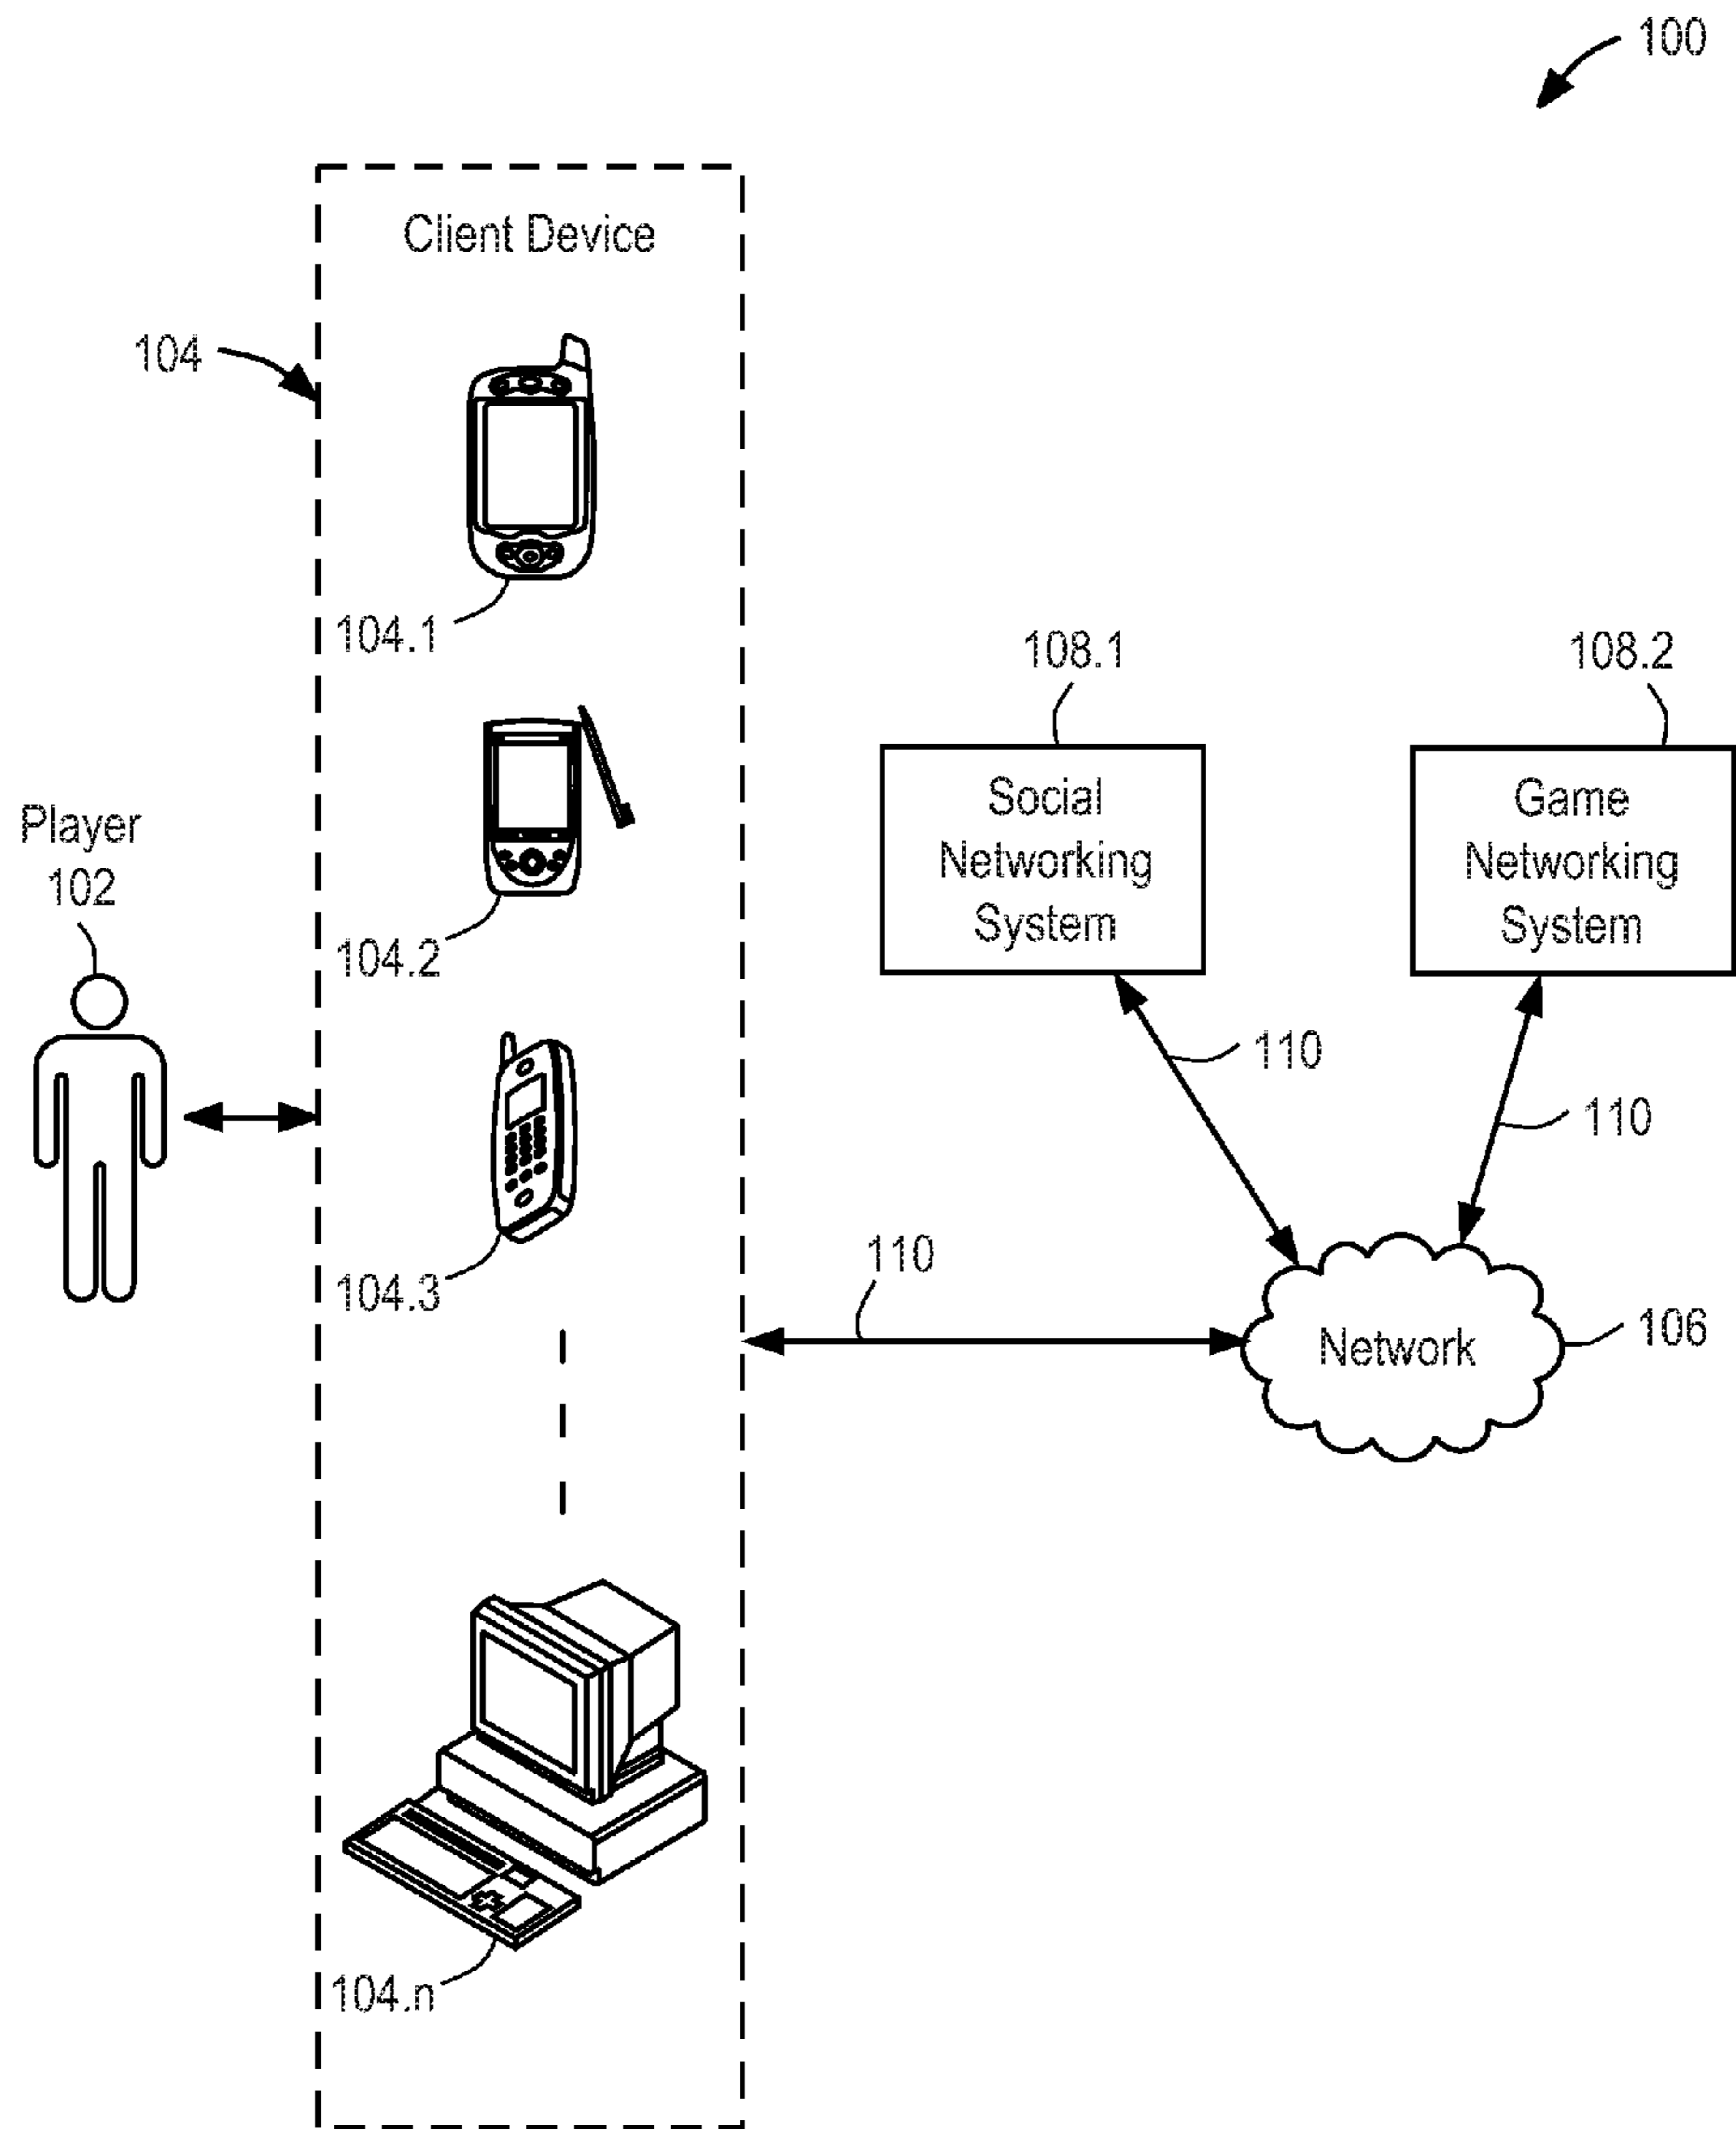 100
Client Device
104
104.1
108.1
108.2
Social
Networking
System
Game
Networking
System
Player
102
104.2
110
110
104.3
110
Network
106
104.n